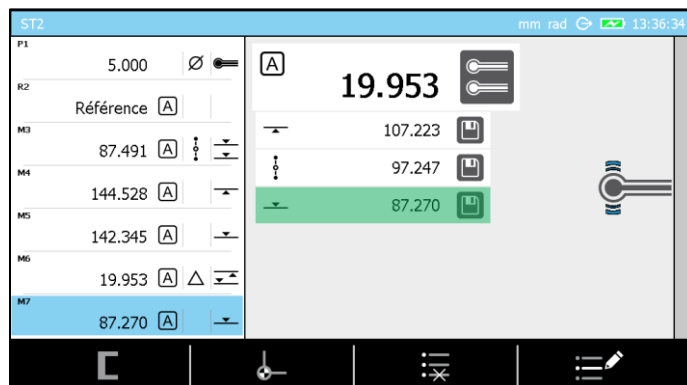 ST2 mm rad 13:36:34
P1
5.000
R2
Référence A
M3
87.491 A
M4
144.528 A
M5
142.345 A
M6
19.953 A
M7
87.270 A
A
19.953
107.223
97.247
87.270